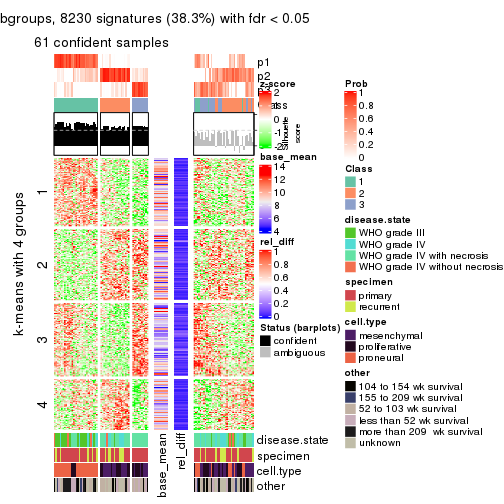 bgroups, 8230 signatures (38.3%) with fdr < 0.05
61 confident samples
p1
p2
p3
Class
z-score
2
1
0
-1
-2
silhouette
score
1
2
3
4
k-means with 4 groups
base_mean
14
12
10
8
6
4
rel_diff
1
0.8
0.6
0.4
0.2
0
Status (barplots)
confident
ambiguous
Prob
1
0.8
0.6
0.4
0.2
0
Class
1
2
3
disease.state
WHO grade III
WHO grade IV
WHO grade IV with necrosis
WHO grade IV without necrosis
specimen
primary
recurrent
cell.type
mesenchymal
proliferative
proneural
other
104 to 154 wk survival
155 to 209 wk survival
52 to 103 wk survival
less than 52 wk survival
more than 209  wk survival
unknown
disease.state
specimen
cell.type
other
base_mean
rel_diff